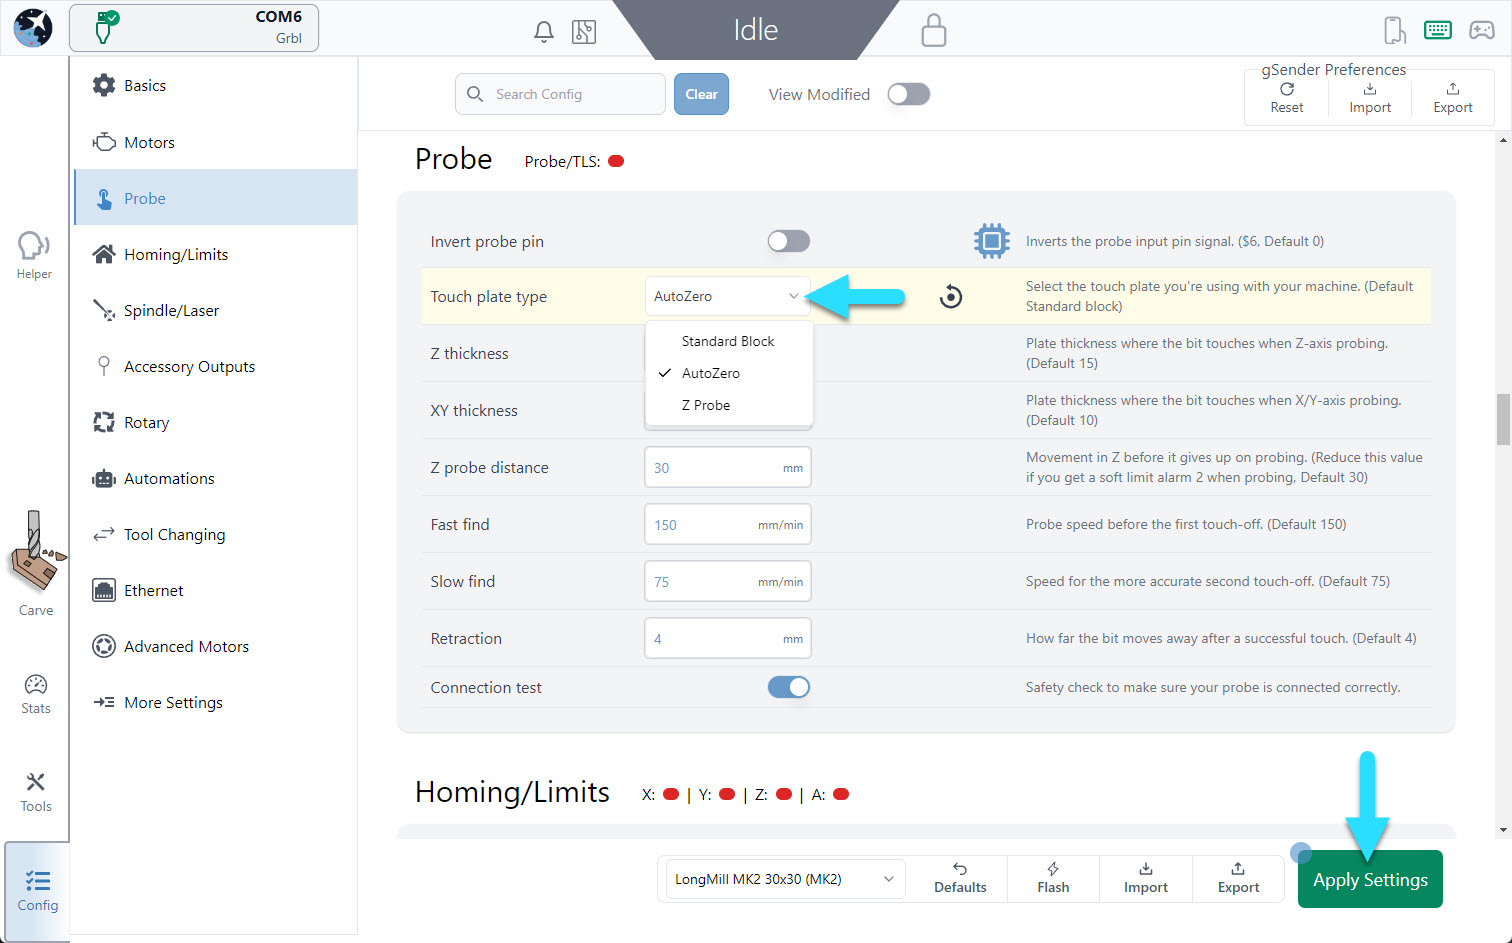 COM6
Grbl
Idle
Search Config
Clear
View Modified
gSender Preferences
Reset
Import
Export
Basics
Motors
Probe
Homing/Limits
Spindle/Laser
Accessory Outputs
Rotary
Automations
Tool Changing
Ethernet
Advanced Motors
More Settings
Helper
Carve
Stats
Tools
Config
Probe
Probe/TLS:
Invert probe pin
Inverts the probe input pin signal. ($6, Default 0)
Touch plate type
AutoZero
Select the touch plate you're using with your machine. (Default
Standard block)
Standard Block
AutoZero
Z Probe
Z thickness
Plate thickness where the bit touches when Z-axis probing.
(Default 15)
XY thickness
Plate thickness where the bit touches when X/Y-axis probing.
(Default 10)
Z probe distance
30 mm
Movement in Z before it gives up on probing. (Reduce this value
if you get a soft limit alarm 2 when probing, Default 30)
Fast find
150 mm/min
Probe speed before the first touch-off. (Default 150)
Slow find
75 mm/min
Speed for the more accurate second touch-off. (Default 75)
Retraction
4 mm
How far the bit moves away after a successful touch. (Default 4)
Connection test
Safety check to make sure your probe is connected correctly.
Homing/Limits
X: | Y: | Z: | A:
LongMill MK2 30x30 (MK2)
Defaults
Flash
Import
Export
Apply Settings